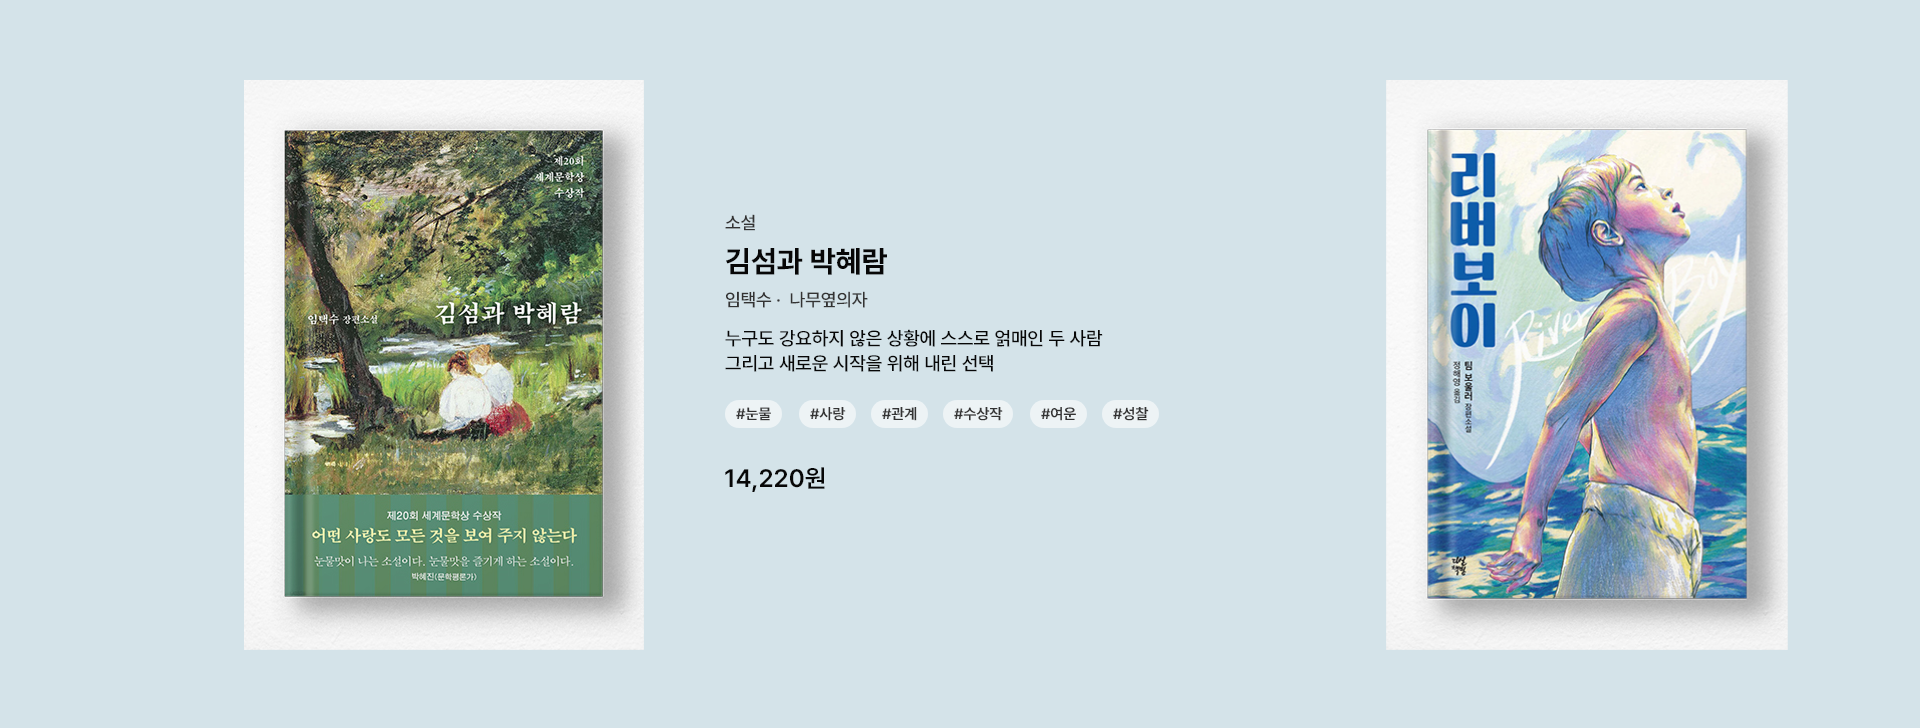 제20회
세계문학상
수상작
임택수 장편소설
김섬과 박혜람
제20회 세계문학상 수상작
어떤 사랑도 모든 것을 보여 주지 않는다
눈물맛이 나는 소설이다. 눈물맛을 즐기게 하는 소설이다.
박혜진(문학평론가)
소설
김섬과 박혜람
임택수 · 나무옆의자
누구도 강요하지 않은 상황에 스스로 얽매인 두 사람
그리고 새로운 시작을 위해 내린 선택
#눈물 #사랑 #관계 #수상작 #여운 #성찰
14,220원
리버보이
River Boy
팀 보울러 장편소설
정해영 옮김
다산책방